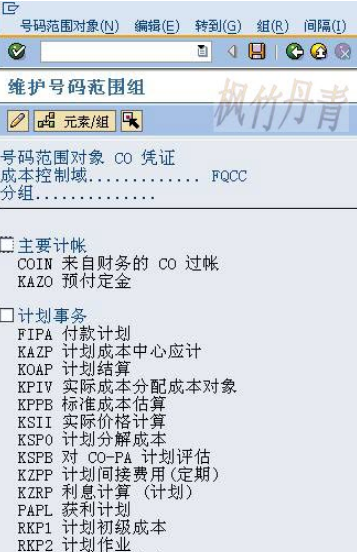 号码范围对象(N) 编辑(E) 转到(G) 组(R) 间隔(I)
维护号码范围组
枫竹丹青
元素/组
号码范围对象 CO 凭证
成本控制域............. FQCC
分组..............
主要计帐
COIN 来自财务的 CO 过帐
KAZO 预付定金
计划事务
FIPA 付款计划
KAZP 计划成本中心应计
KOAP 计划结算
KPIV 实际成本分配成本对象
KPPB 标准成本估算
KSII 实际价格计算
KSPO 计划分解成本
KSPB 对 CO-PA 计划评估
KZPP 计划间接费用(定期)
KZRP 利息计算 (计划)
PAPL 获利计划
RKP1 计划初级成本
RKP2 计划作业